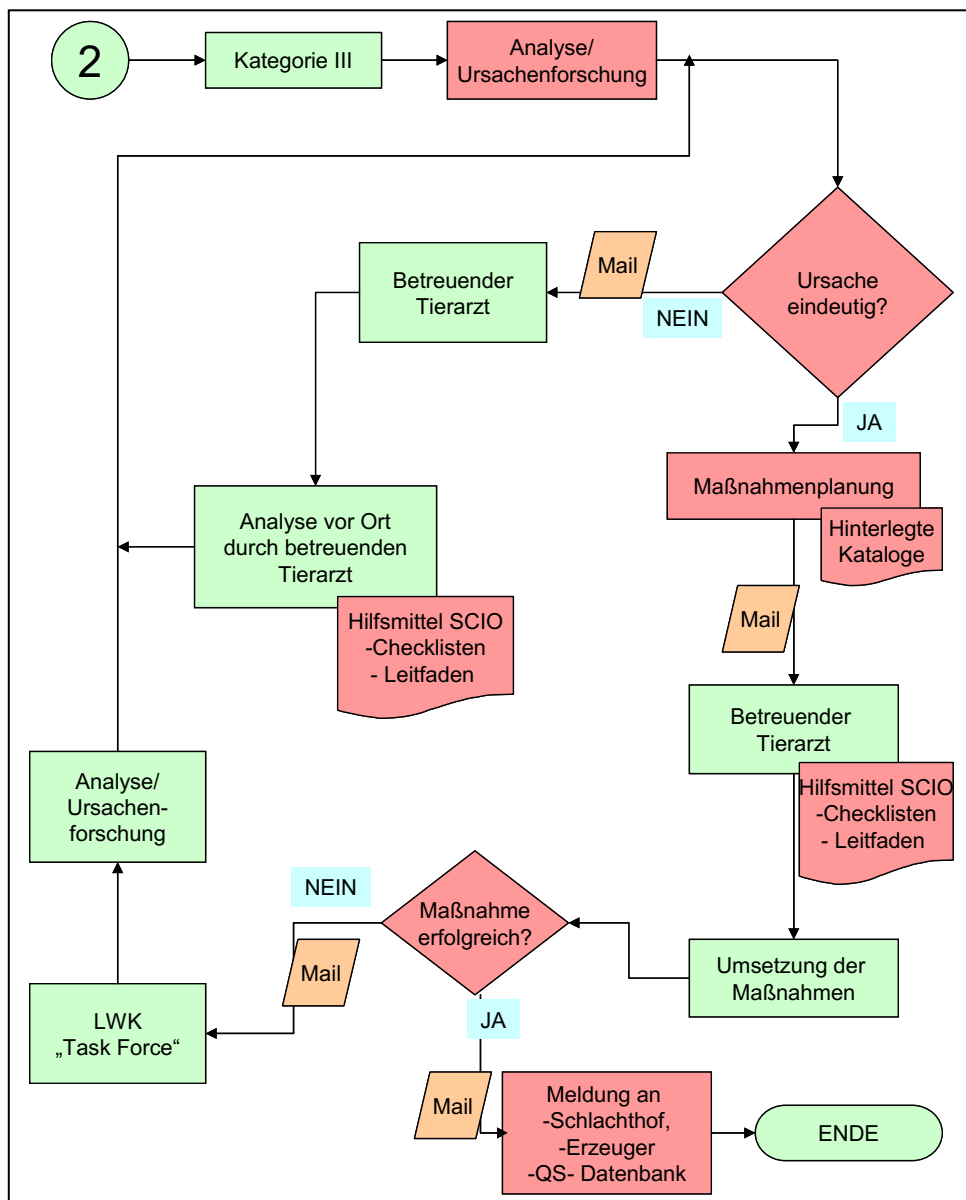 2
Kategorie III
Analyse/
Ursachenforschung
Mail
Betreuender
Tierarzt
NEIN
Ursache
eindeutig?
JA
Maßnahmenplanung
Hinterlegte
Kataloge
Analyse vor Ort
durch betreuenden
Tierarzt
Hilfsmittel SCIO
-Checklisten
- Leitfaden
Mail
Betreuender
Tierarzt
Hilfsmittel SCIO
-Checklisten
- Leitfaden
Analyse/
Ursachen-
forschung
NEIN
Maßnahme
erfolgreich?
Umsetzung der
Maßnahmen
Mail
LWK
„Task Force“
JA
Mail
Meldung an
-Schlachthof,
-Erzeuger
-QS- Datenbank
ENDE